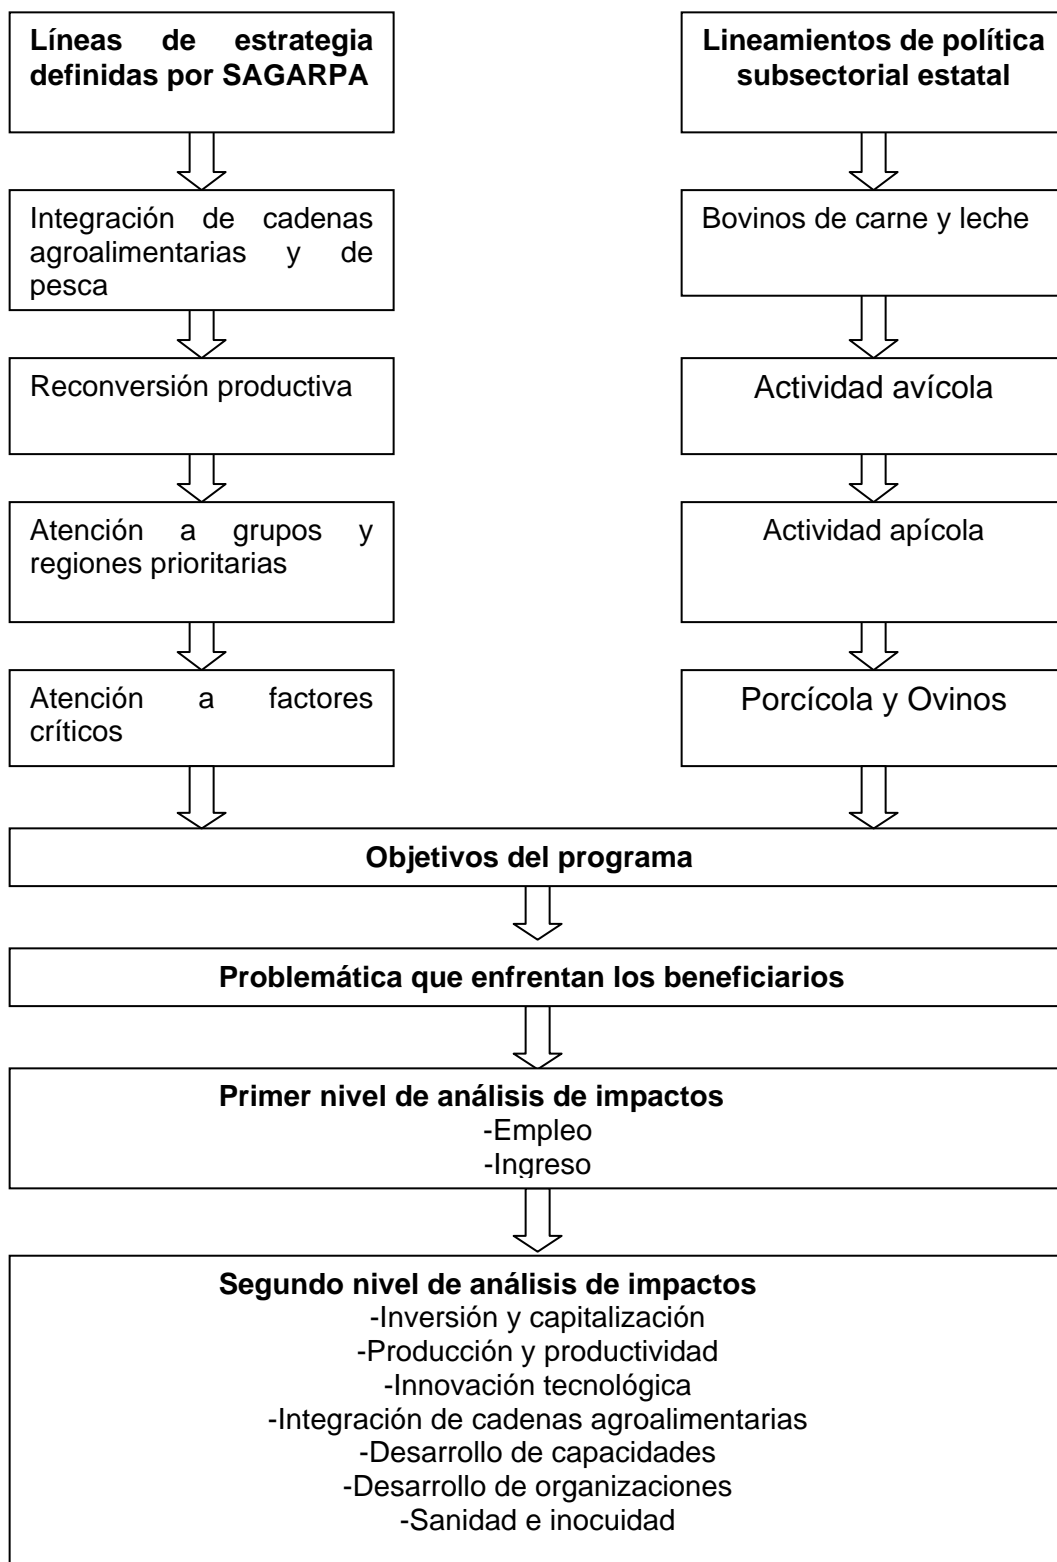 Líneas de estrategia
definidas por SAGARPA
Lineamientos de política
subsectorial estatal
Integración de cadenas
agroalimentarias y de
pesca
Bovinos de carne y leche
Reconversión productiva
Actividad avícola
Atención a grupos y
regiones prioritarias
Actividad apícola
Atención a factores
críticos
Porcícola y Ovinos
Objetivos del programa
Problemática que enfrentan los beneficiarios
Primer nivel de análisis de impactos
-Empleo
-Ingreso
Segundo nivel de análisis de impactos
-Inversión y capitalización
-Producción y productividad
-Innovación tecnológica
-Integración de cadenas agroalimentarias
-Desarrollo de capacidades
-Desarrollo de organizaciones
-Sanidad e inocuidad